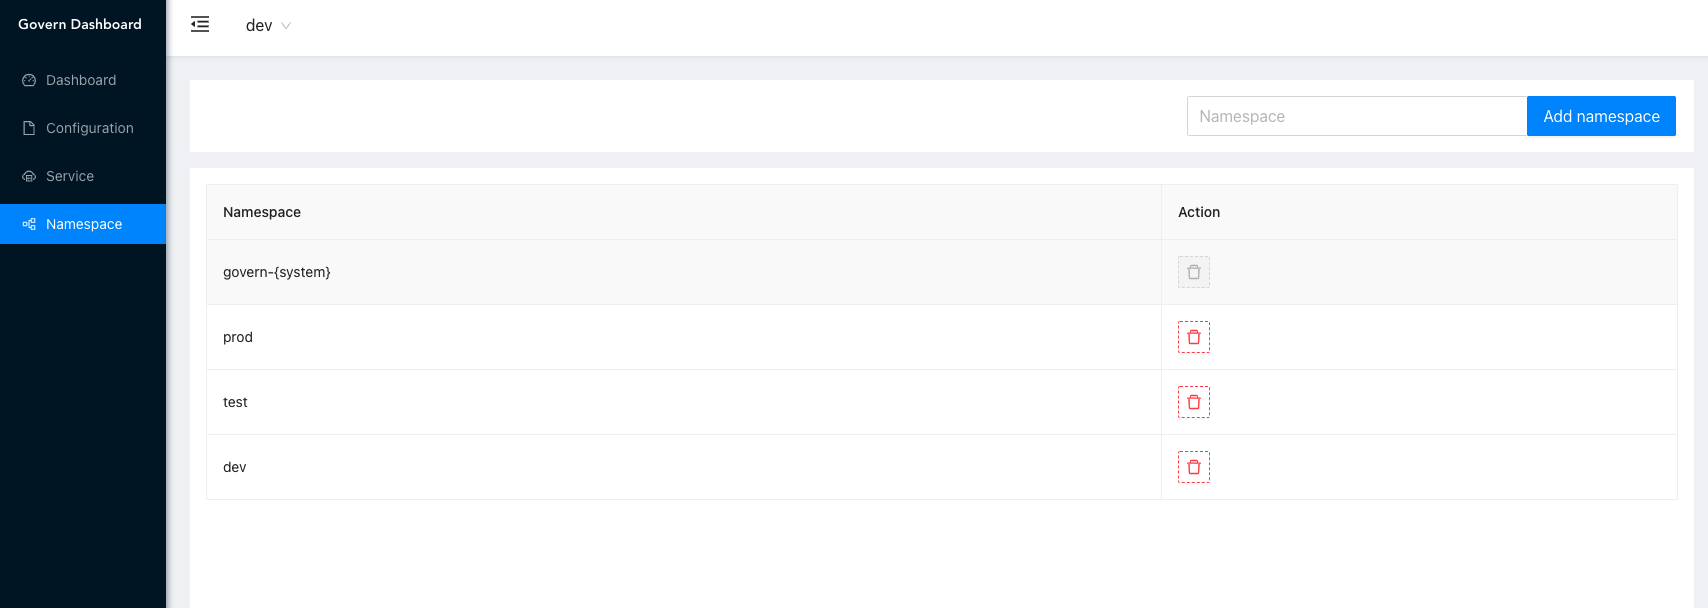 Govern Dashboard
dev
Dashboard
Configuration
Service
Namespace
Namespace
Add namespace
Namespace
Action
govern-{system}
prod
test
dev